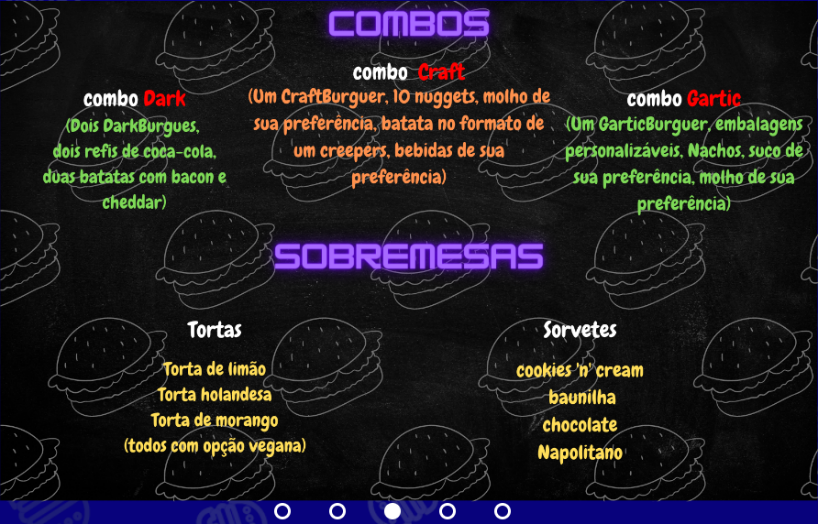 COMBOS
combo Craft
(Um CraftBurguer, 10 nuggets, molho de
sua preferência, batata no formato de
um creepers, bebidas de sua
preferência)
combo Dark
(Dois DarkBurgues,
dois refis de coca-cola,
duas batatas com bacon e
cheddar)
combo Gartic
(Um GarticBurguer, embalagens
personalizáveis, Nachos, suco de
sua preferência, molho de sua
preferência)
SOBREMESAS
Tortas
Torta de limão
Torta holandesa
Torta de morango
(todos com opção vegana)
Sorvetes
cookies 'n' cream
baunilha
chocolate
Napolitano